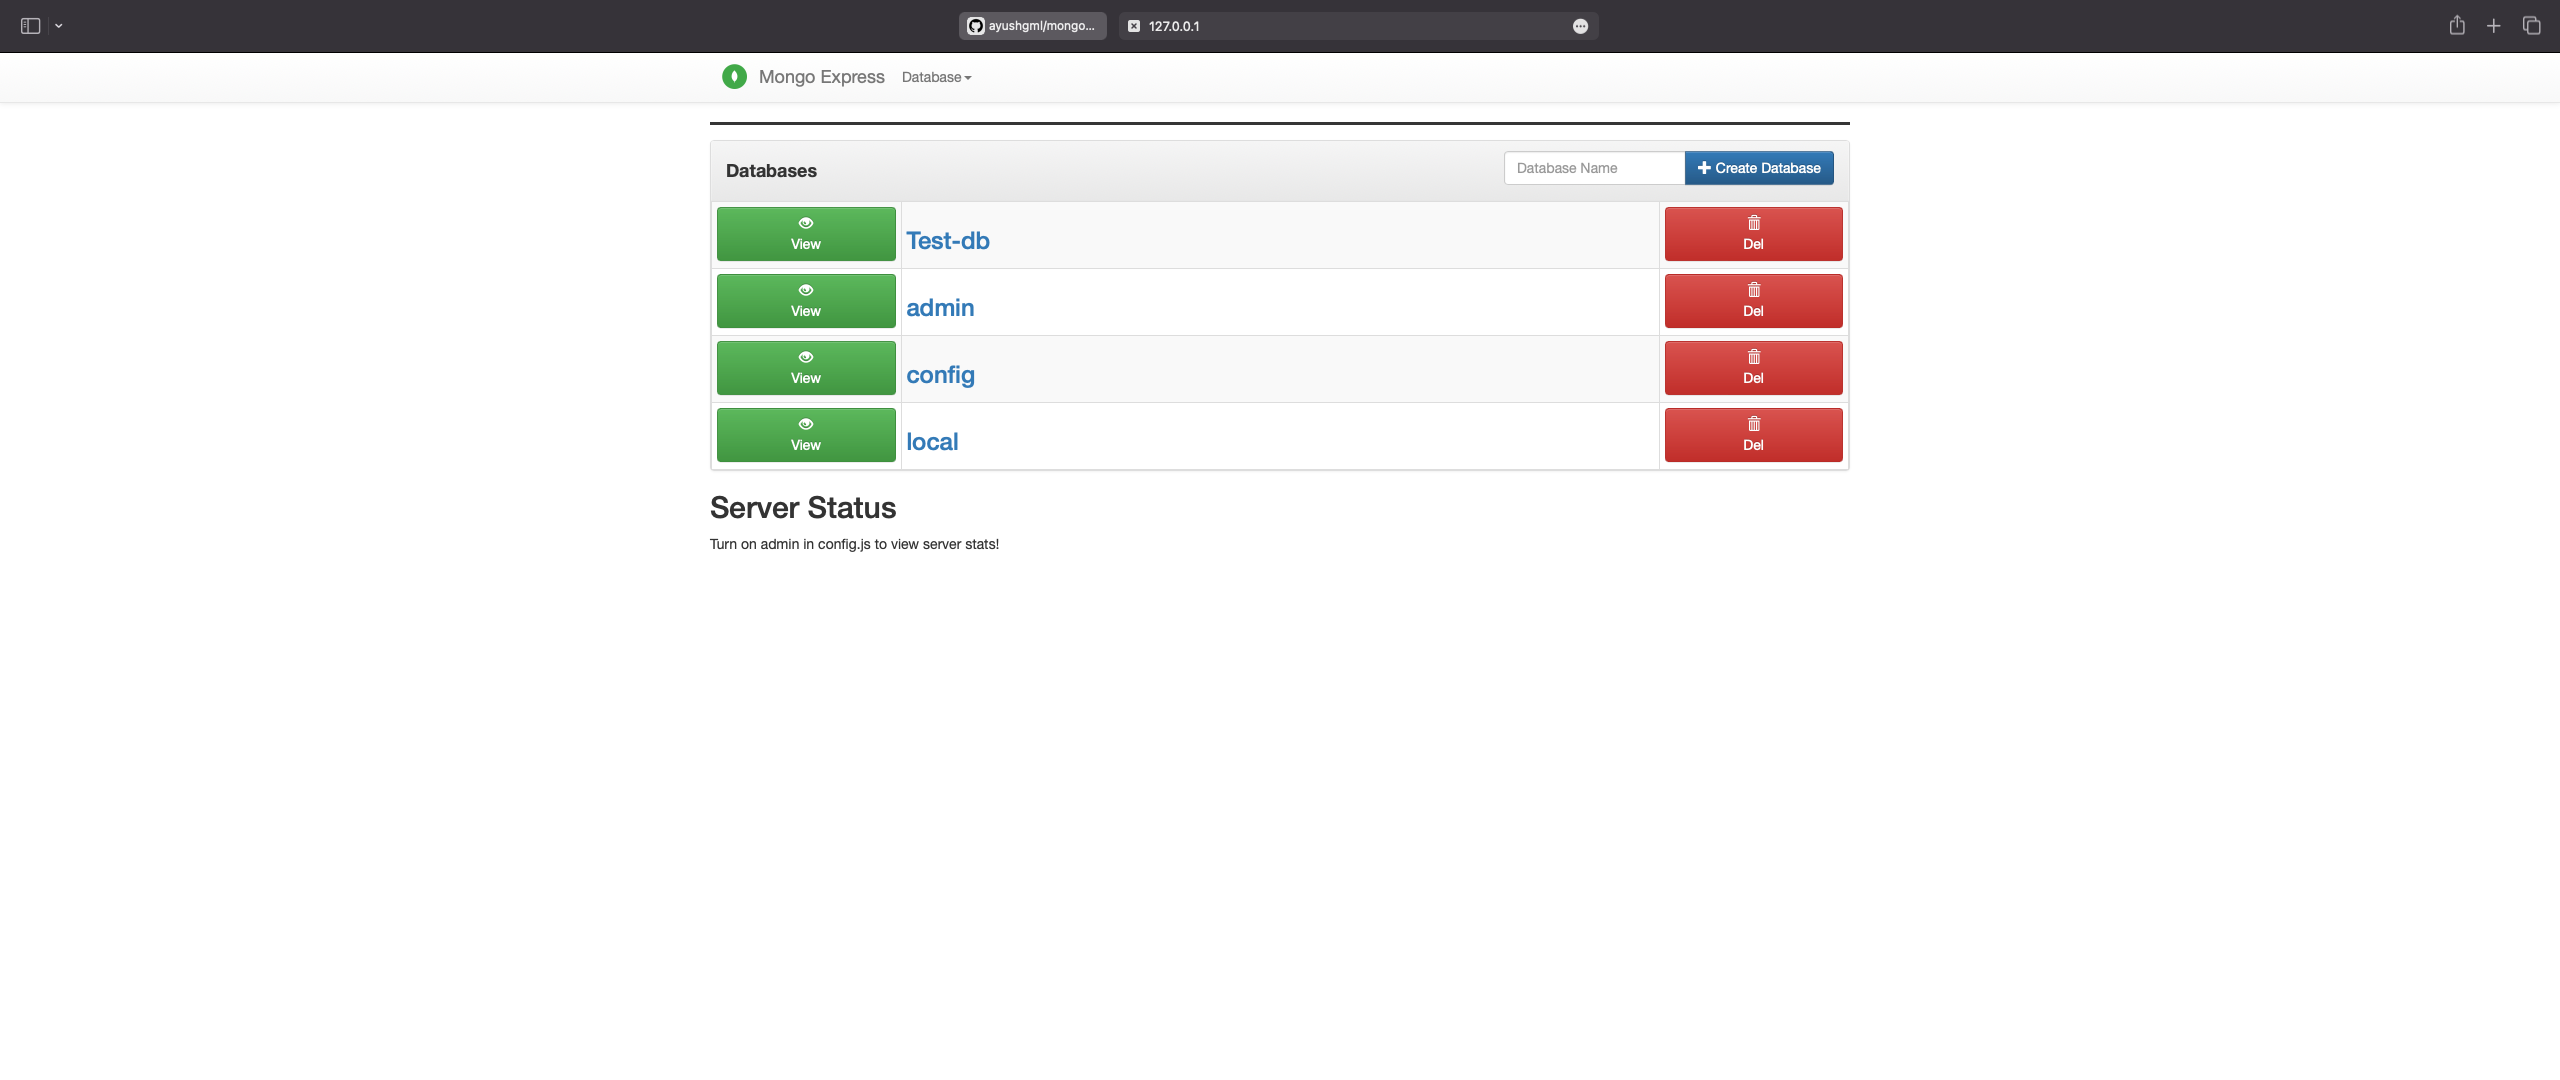 ayushgml/mongo...
127.0.0.1
Mongo Express Database
Databases
Database Name
Create Database
View Test-db Del
View admin Del
View config Del
View local Del
Server Status
Turn on admin in config.js to view server stats!